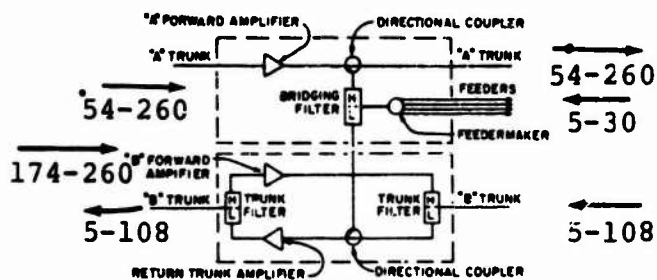 "A" FORWARD AMPLIFIER
DIRECTIONAL COUPLER
"A" TRUNK
"A" TRUNK
54-260
54-260
BRIDGING
FILTER
H
L
FEEDERS
5-30
FEEDERMAKER
174-260
"B" FORWARD
AMPIFIER
"B" TRUNK
H
L
TRUNK
FILTER
TRUNK
FILTER
H
L
"B" TRUNK
5-108
5-108
RETURN TRUNK AMPLIFIER
DIRECTIONAL COUPLER